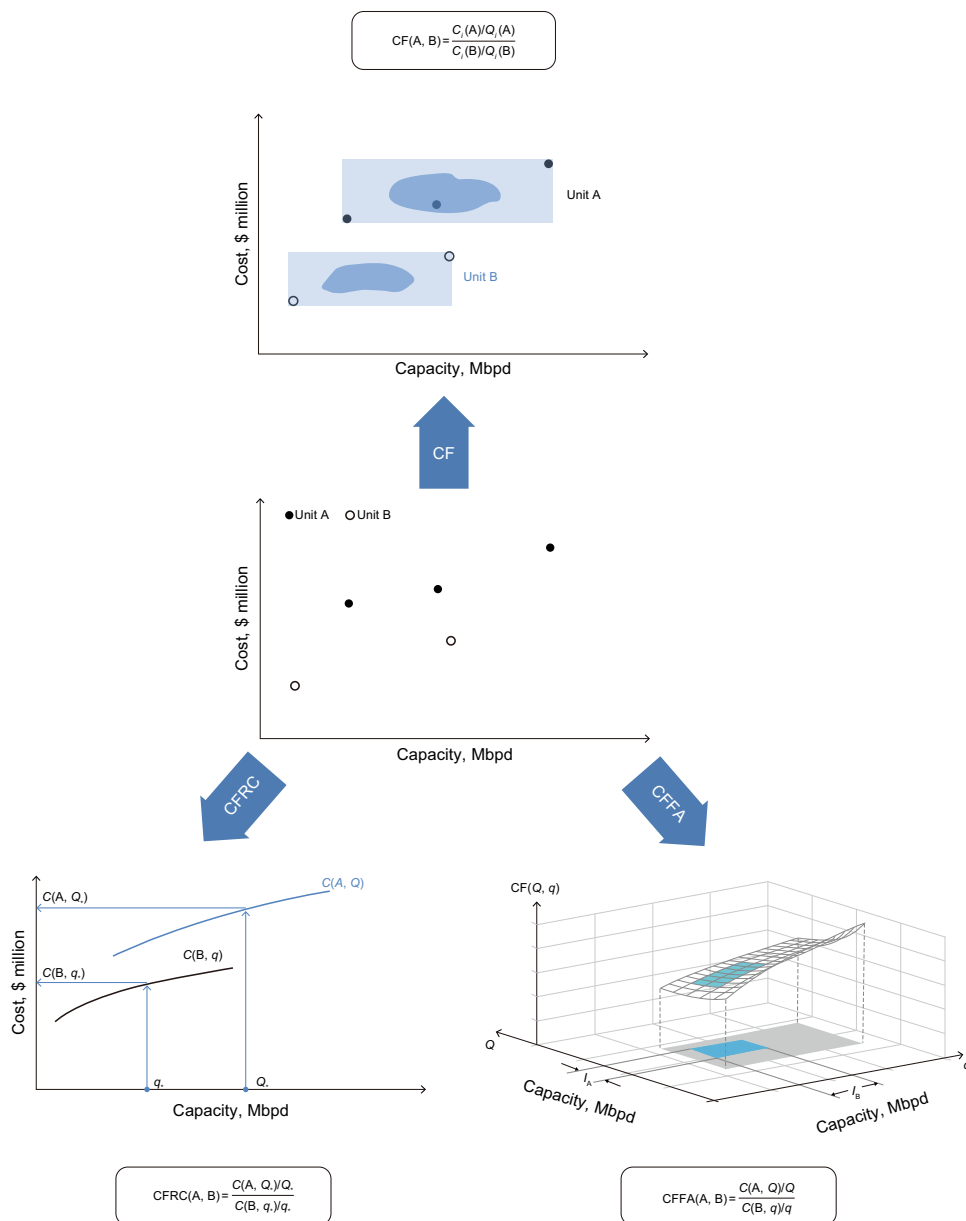 CF(A, B) = C_i(A)/Q_i(A) / C_i(B)/Q_i(B)
Cost, $ million
Unit A
Unit B
Capacity, Mbpd
CF
Unit A Unit B
Cost, $ million
Capacity, Mbpd
CFRC
CFFA
C(A, Q)
C(A, Q*)
C(B, q)
C(B, q*)
Cost, $ million
q*
Q*
Capacity, Mbpd
CF(Q, q)
Q
q
I_A
I_B
Capacity, Mbpd
Capacity, Mbpd
CFRC(A, B) = C(A, Q*)/Q* / C(B, q*)/q*
CFFA(A, B) = C(A, Q)/Q / C(B, q)/q